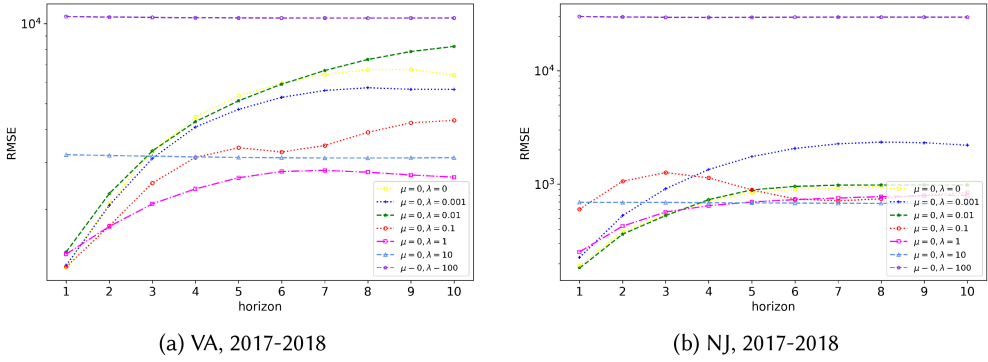 10⁴
RMSE
μ=0, λ=0
μ=0, λ=0.001
μ=0, λ=0.01
μ=0, λ=0.1
μ=0, λ=1
μ=0, λ=10
μ−0, λ−100
1 2 3 4 5 6 7 8 9 10
horizon
(a) VA, 2017-2018
10⁴
10³
RMSE
μ=0, λ=0
μ=0, λ=0.001
μ=0, λ=0.01
μ=0, λ=0.1
μ=0, λ=1
μ=0, λ=10
μ−0, λ−100
1 2 3 4 5 6 7 8 9 10
horizon
(b) NJ, 2017-2018